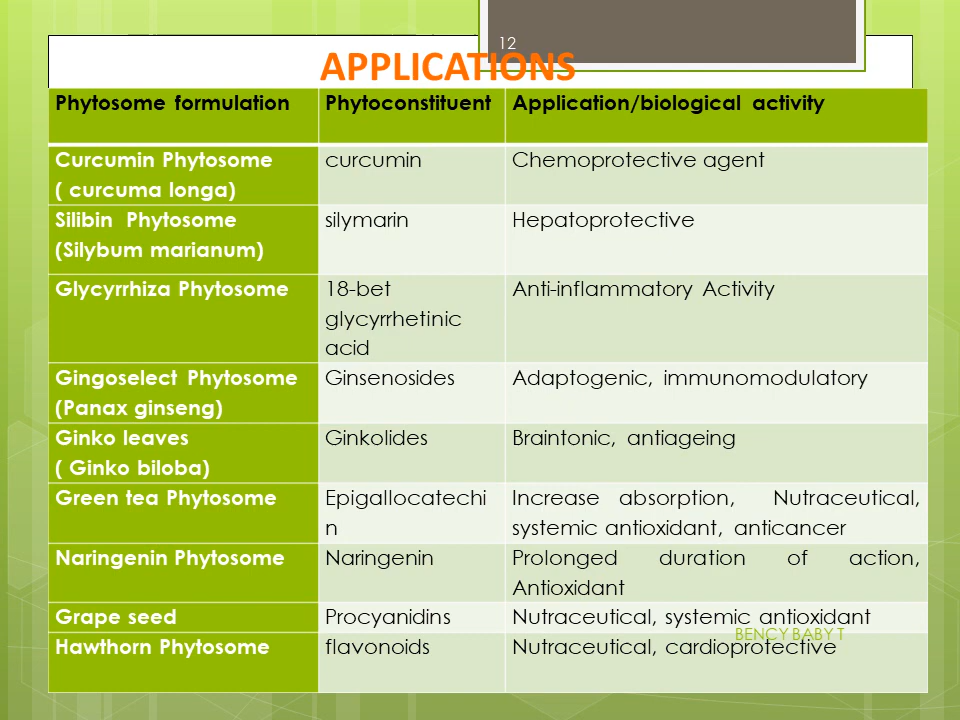 12
APPLICATIONS
Phytosome formulation Phytoconstituent Application/biological activity
Curcumin Phytosome curcumin Chemoprotective agent
( curcuma longa)
Silibin Phytosome silymarin Hepatoprotective
(Silybum marianum)
Glycyrrhiza Phytosome 18-bet Anti-inflammatory Activity
glycyrrhetinic
acid
Gingoselect Phytosome Ginsenosides Adaptogenic, immunomodulatory
(Panax ginseng)
Ginko leaves Ginkolides Braintonic, antiageing
( Ginko biloba)
Green tea Phytosome Epigallocatechi Increase absorption, Nutraceutical,
n systemic antioxidant, anticancer
Naringenin Phytosome Naringenin Prolonged duration of action,
Antioxidant
Grape seed Procyanidins Nutraceutical, systemic antioxidant
BENCY BABY T
Hawthorn Phytosome flavonoids Nutraceutical, cardioprotective